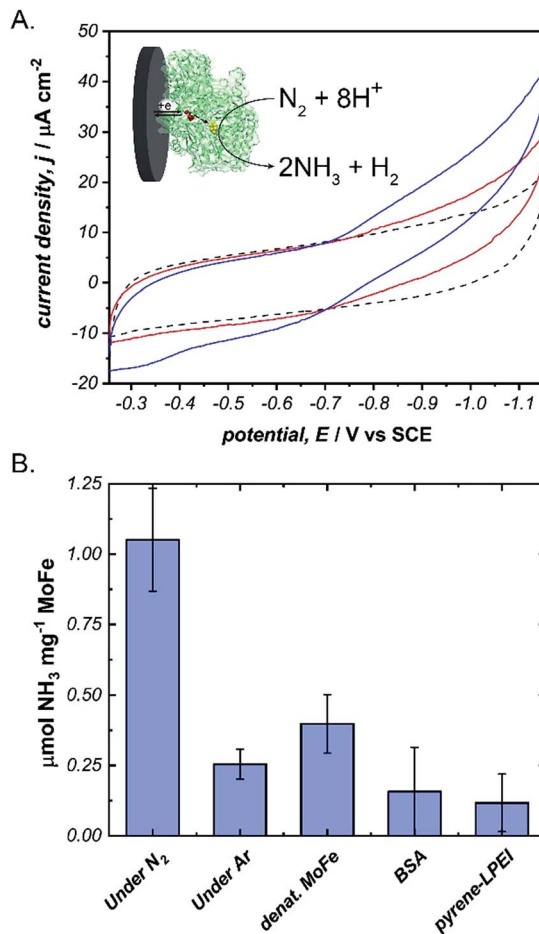 A.
current density, j / μA cm⁻²
50
40
30
20
10
0
-10
-20
+e⁻
N₂ + 8H⁺
2NH₃ + H₂
-0.3 -0.4 -0.5 -0.6 -0.7 -0.8 -0.9 -1.0 -1.1
potential, E / V vs SCE
B.
μmol NH₃ mg⁻¹ MoFe
1.25
1.00
0.75
0.50
0.25
0.00
Under N₂
Under Ar
denat. MoFe
BSA
pyrene-LPEI